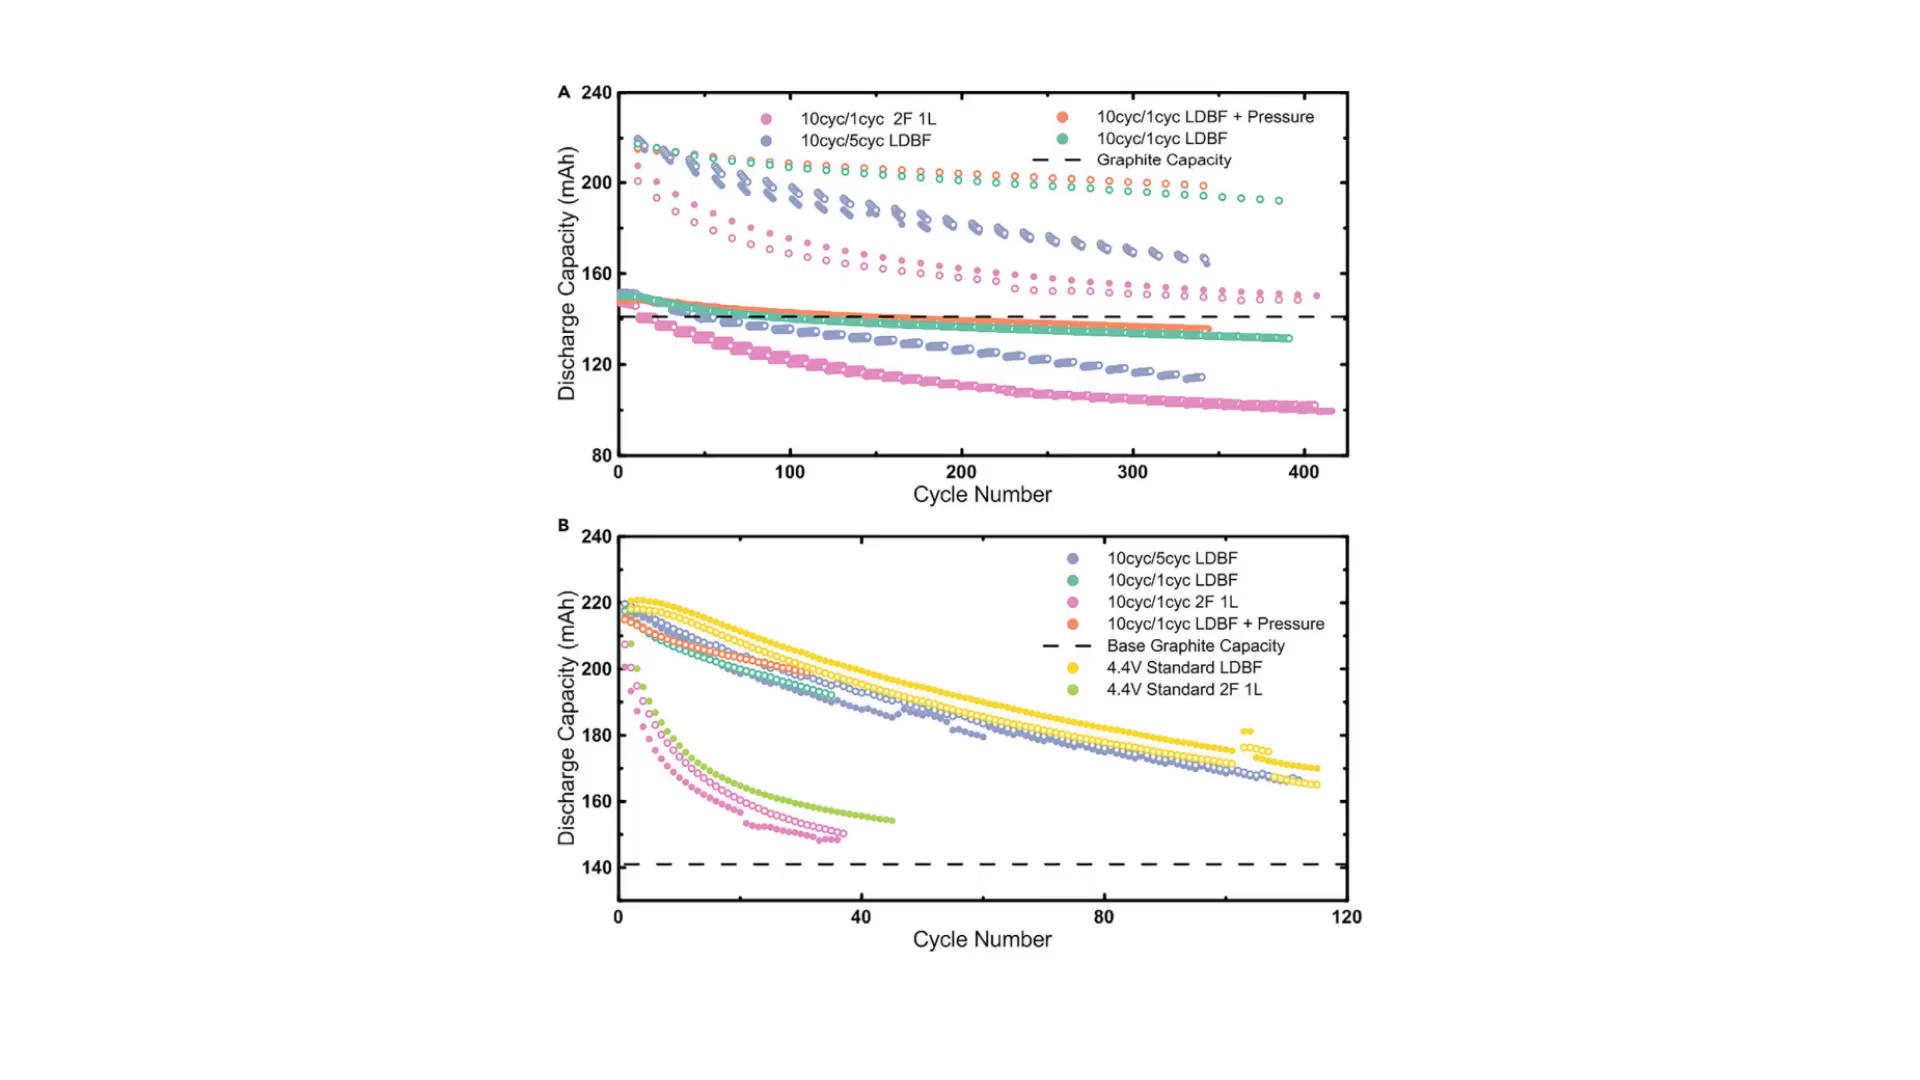 A
240
200
160
120
80
Discharge Capacity (mAh)
10cyc/1cyc 2F 1L
10cyc/5cyc LDBF
10cyc/1cyc LDBF + Pressure
10cyc/1cyc LDBF
Graphite Capacity
0 100 200 300 400
Cycle Number
B
240
220
200
180
160
140
Discharge Capacity (mAh)
10cyc/5cyc LDBF
10cyc/1cyc LDBF
10cyc/1cyc 2F 1L
10cyc/1cyc LDBF + Pressure
Base Graphite Capacity
4.4V Standard LDBF
4.4V Standard 2F 1L
0 40 80 120
Cycle Number